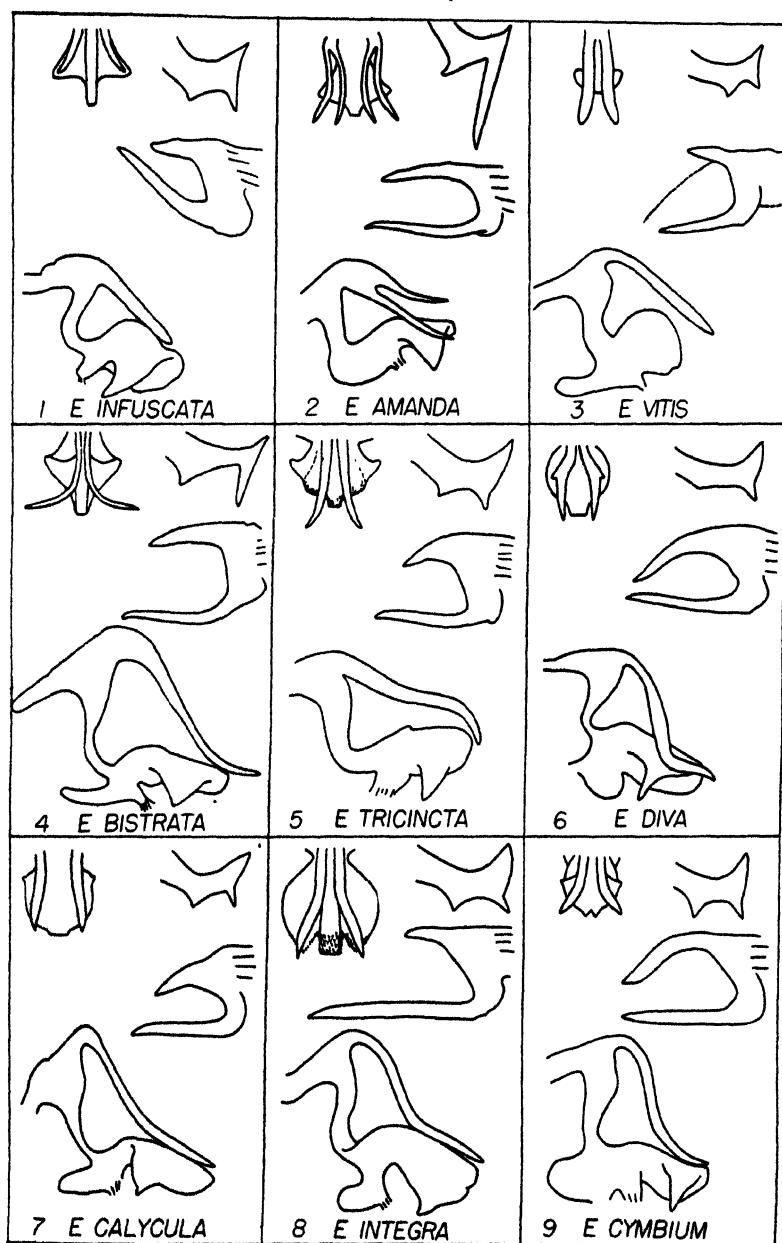 1 E INFUSCATA
2 E AMANDA
3 E VITIS
4 E BISTRATA
5 E TRICINCTA
6 E DIVA
7 E CALYCULA
8 E INTEGRA
9 E CYMBIUM